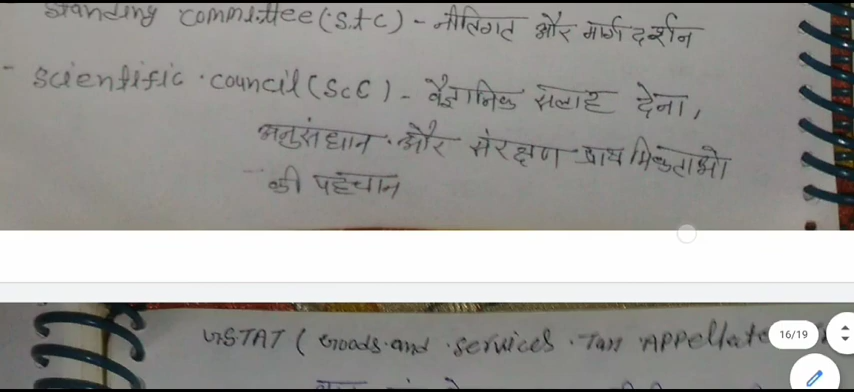 Standing committee (S.t.C) - नीतिगत और मार्गदर्शन
- Scientific council (ScC) - वैज्ञानिक सलाह देना,
अनुसंधान और संरक्षण प्राथमिकताओ
की पहचान
GSTAT (Goods and services Tax Appellate
16/19